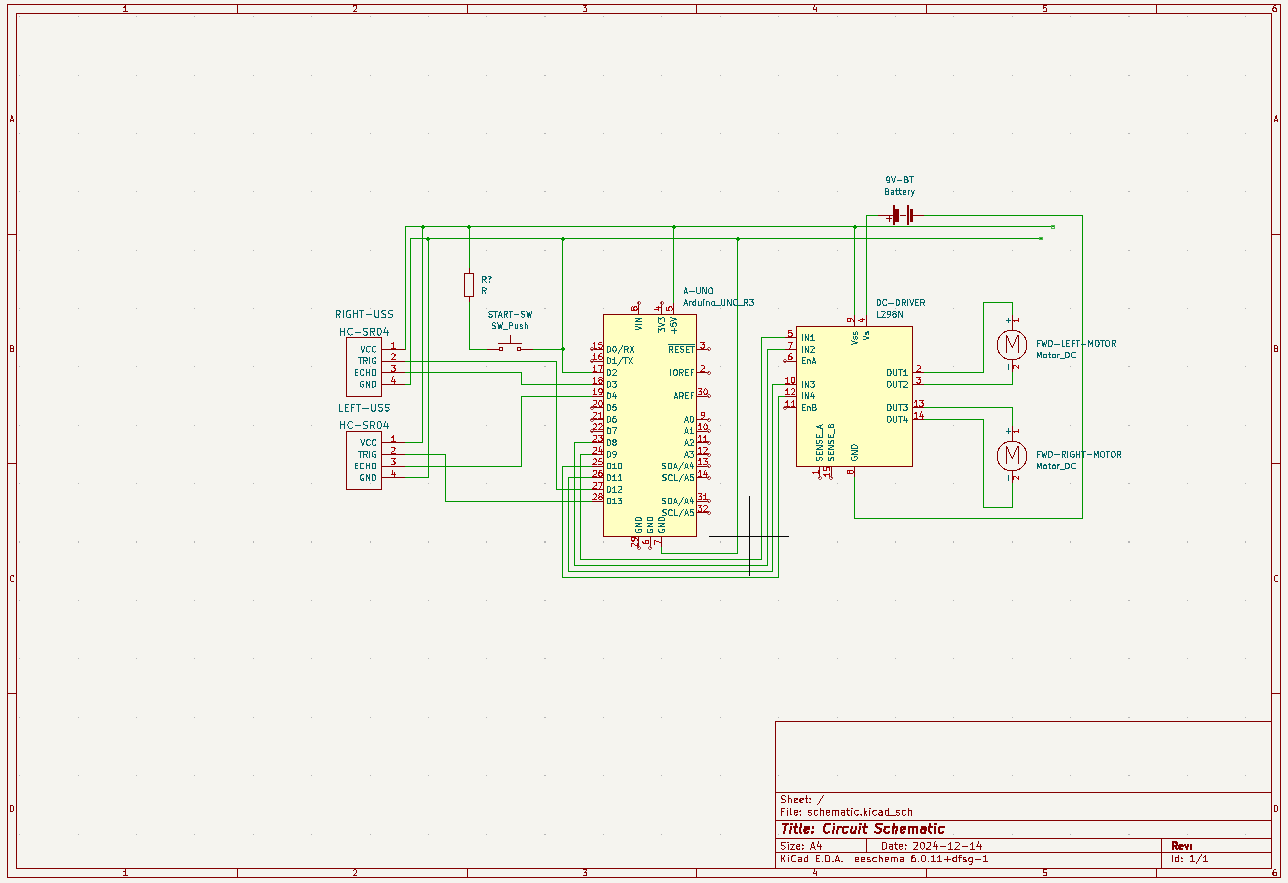 1 2 3 4 5 6
A A
B B
C C
D D
1 2 3 4 5 6
9V-BT
Battery
+
R?
R
START-SW
SW_Push
RIGHT-USS
HC-SR04
VCC 1
TRIG 2
ECHO 3
GND 4
LEFT-USS
HC-SR04
VCC 1
TRIG 2
ECHO 3
GND 4
A-UNO
Arduino_UNO_R3
8 4 5
VIN 3V3 +5V
15 D0/RX
16 D1/TX
17 D2
18 D3
19 D4
20 D5
21 D6
22 D7
23 D8
24 D9
25 D10
26 D11
27 D12
28 D13
RESET 3
IOREF 2
AREF 30
A0 9
A1 10
A2 11
A3 12
SDA/A4 13
SCL/A5 14
SDA/A4 31
SCL/A5 32
GND GND GND
29 6 7
DC-DRIVER
L298N
9 4
Vss Vs
5 IN1
7 IN2
6 EnA
10 IN3
12 IN4
11 EnB
OUT1 2
OUT2 3
OUT3 13
OUT4 14
SENSE_A SENSE_B GND
1 15 8
+ 1
M
- 2
FWD-LEFT-MOTOR
Motor_DC
+ 1
M
- 2
FWD-RIGHT-MOTOR
Motor_DC
Sheet: /
File: schematic.kicad_sch
Title: Circuit Schematic
Size: A4 Date: 2024-12-14 Rev:
KiCad E.D.A. eeschema 6.0.11+dfsg-1 Id: 1/1